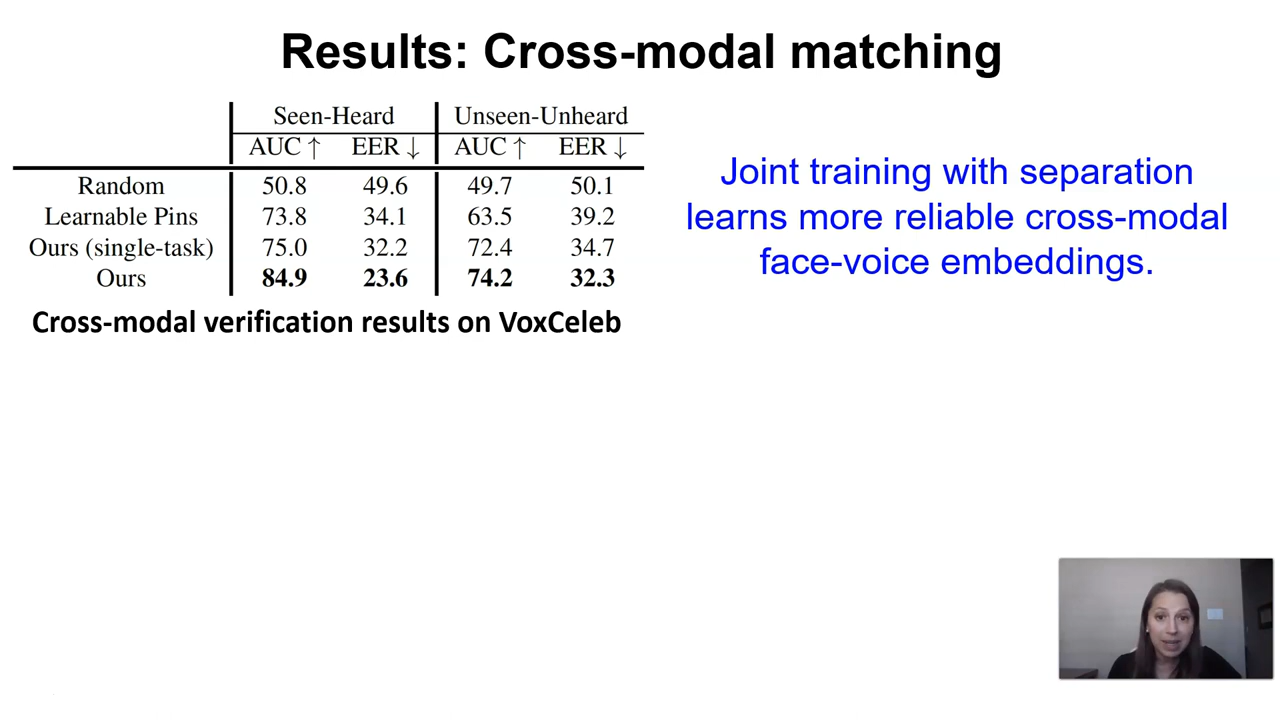 Results: Cross-modal matching
Seen-Heard Unseen-Unheard
AUC ↑ EER ↓ AUC ↑ EER ↓
Random 50.8 49.6 49.7 50.1
Learnable Pins 73.8 34.1 63.5 39.2
Ours (single-task) 75.0 32.2 72.4 34.7
Ours 84.9 23.6 74.2 32.3
Cross-modal verification results on VoxCeleb
Joint training with separation
learns more reliable cross-modal
face-voice embeddings.